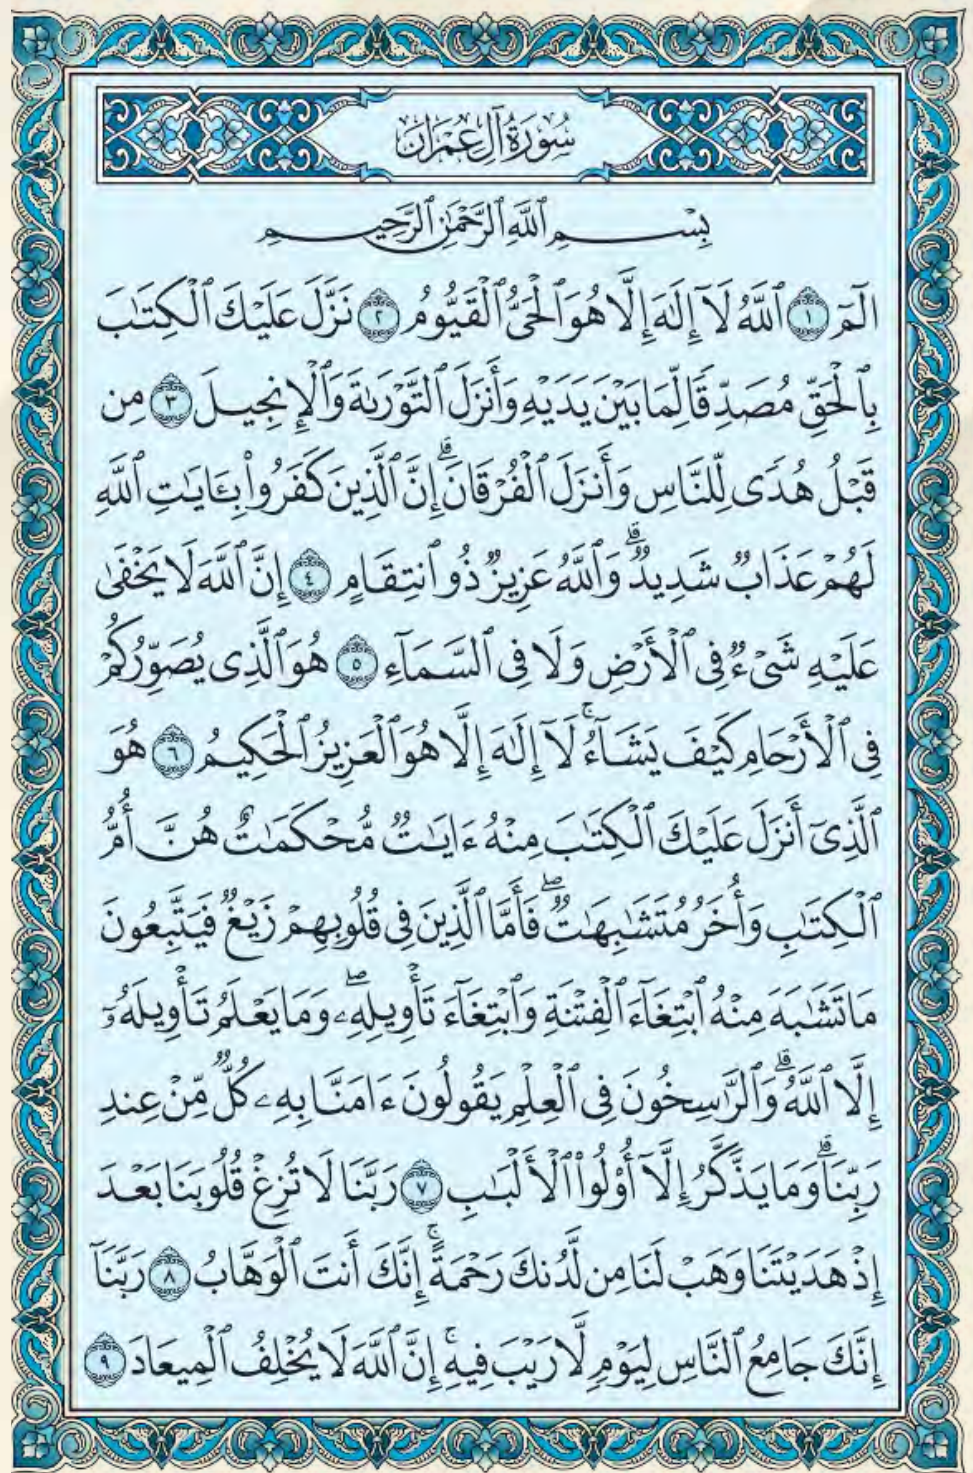 سُورَةُ آلِ عِمْرَانَ
بِسْمِ ٱللَّهِ ٱلرَّحْمَٰنِ ٱلرَّحِيمِ
الٓمٓ ١ ٱللَّهُ لَآ إِلَٰهَ إِلَّا هُوَ ٱلْحَىُّ ٱلْقَيُّومُ ٢ نَزَّلَ عَلَيْكَ ٱلْكِتَٰبَ
بِٱلْحَقِّ مُصَدِّقًا لِّمَا بَيْنَ يَدَيْهِ وَأَنزَلَ ٱلتَّوْرَىٰةَ وَٱلْإِنجِيلَ ٣ مِن
قَبْلُ هُدًى لِّلنَّاسِ وَأَنزَلَ ٱلْفُرْقَانَۗ إِنَّ ٱلَّذِينَ كَفَرُوا۟ بِـَٔايَٰتِ ٱللَّهِ
لَهُمْ عَذَابٌ شَدِيدٌۗ وَٱللَّهُ عَزِيزٌ ذُو ٱنتِقَامٍ ٤ إِنَّ ٱللَّهَ لَا يَخْفَىٰ
عَلَيْهِ شَىْءٌ فِى ٱلْأَرْضِ وَلَا فِى ٱلسَّمَآءِ ٥ هُوَ ٱلَّذِى يُصَوِّرُكُمْ
فِى ٱلْأَرْحَامِ كَيْفَ يَشَآءُۚ لَآ إِلَٰهَ إِلَّا هُوَ ٱلْعَزِيزُ ٱلْحَكِيمُ ٦ هُوَ
ٱلَّذِىٓ أَنزَلَ عَلَيْكَ ٱلْكِتَٰبَ مِنْهُ ءَايَٰتٌ مُّحْكَمَٰتٌ هُنَّ أُمُّ
ٱلْكِتَٰبِ وَأُخَرُ مُتَشَٰبِهَٰتٌۖ فَأَمَّا ٱلَّذِينَ فِى قُلُوبِهِمْ زَيْغٌ فَيَتَّبِعُونَ
مَا تَشَٰبَهَ مِنْهُ ٱبْتِغَآءَ ٱلْفِتْنَةِ وَٱبْتِغَآءَ تَأْوِيلِهِۦۖ وَمَا يَعْلَمُ تَأْوِيلَهُۥٓ
إِلَّا ٱللَّهُۗ وَٱلرَّٰسِخُونَ فِى ٱلْعِلْمِ يَقُولُونَ ءَامَنَّا بِهِۦ كُلٌّ مِّنْ عِندِ
رَبِّنَاۗ وَمَا يَذَّكَّرُ إِلَّآ أُو۟لُوا۟ ٱلْأَلْبَٰبِ ٧ رَبَّنَا لَا تُزِغْ قُلُوبَنَا بَعْدَ
إِذْ هَدَيْتَنَا وَهَبْ لَنَا مِن لَّدُنكَ رَحْمَةًۚ إِنَّكَ أَنتَ ٱلْوَهَّابُ ٨ رَبَّنَآ
إِنَّكَ جَامِعُ ٱلنَّاسِ لِيَوْمٍ لَّا رَيْبَ فِيهِۚ إِنَّ ٱللَّهَ لَا يُخْلِفُ ٱلْمِيعَادَ ٩